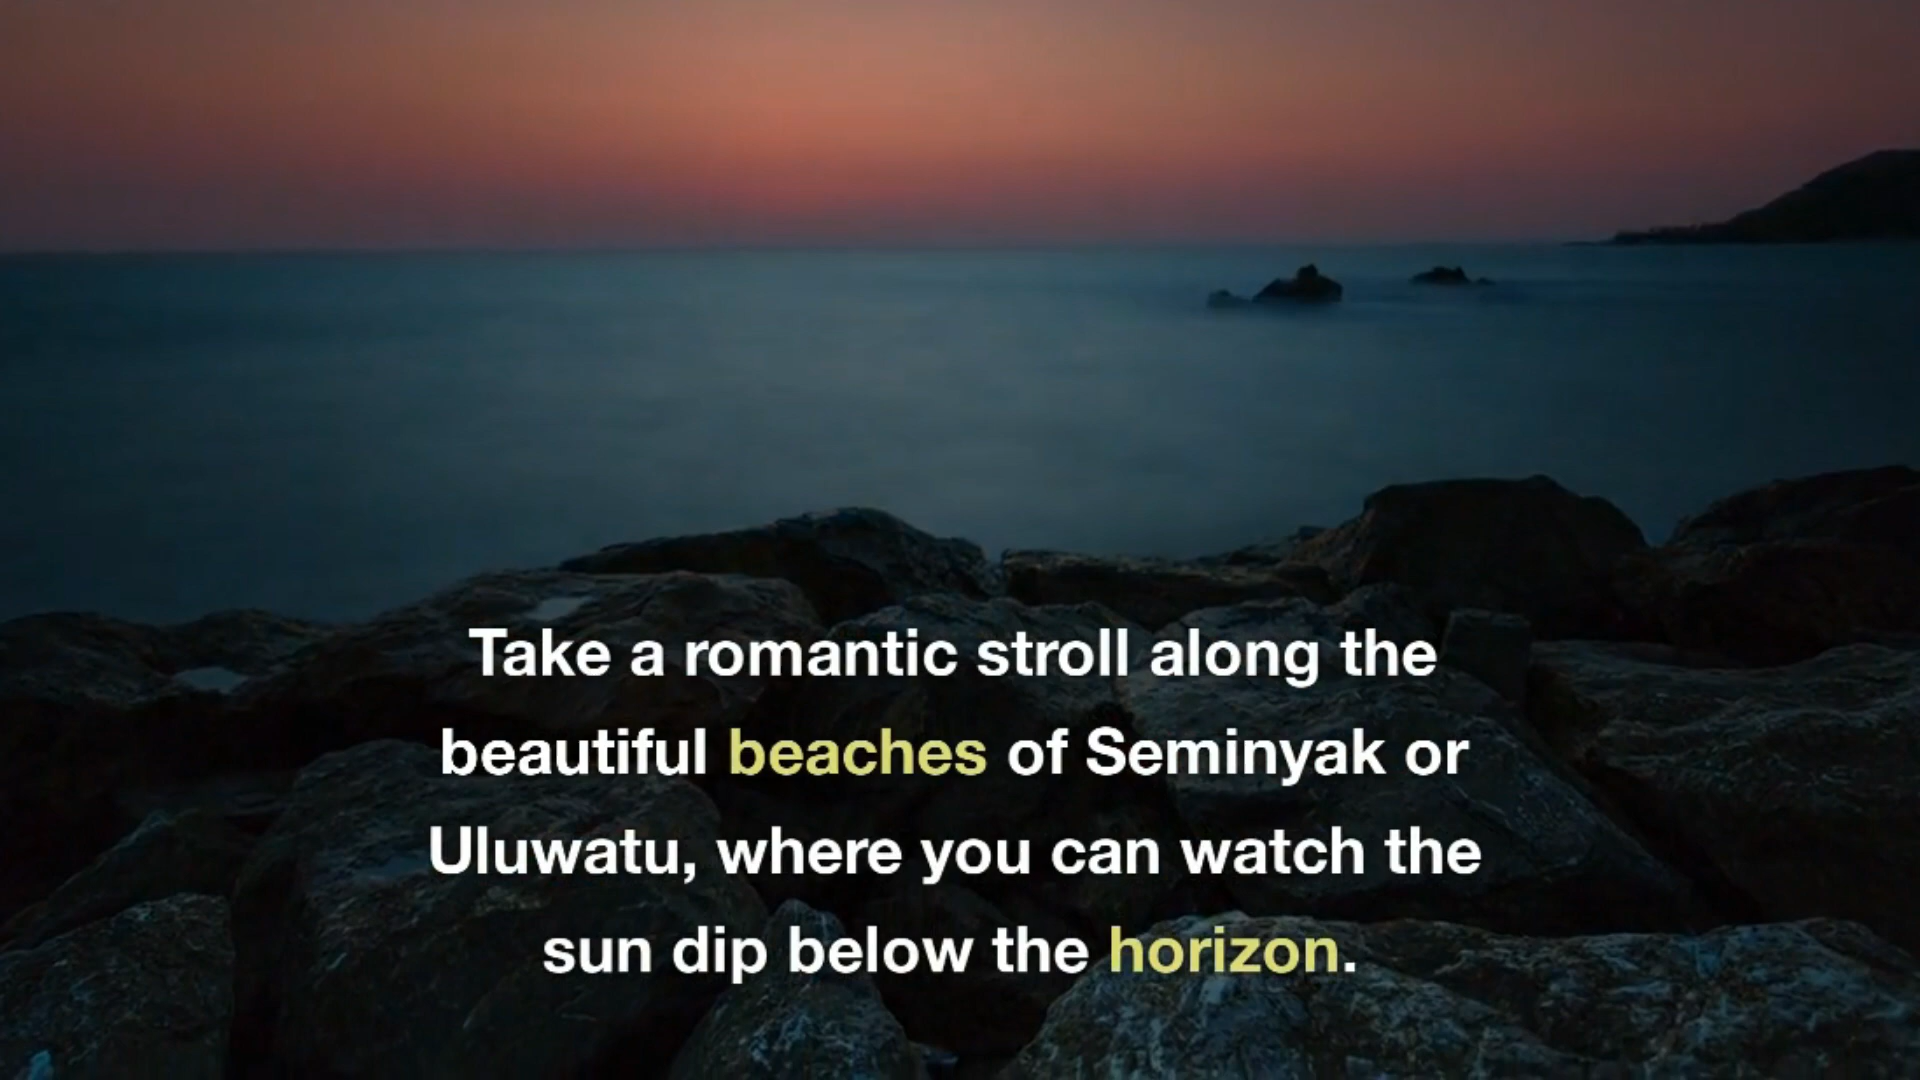 Take a romantic stroll along the
beautiful beaches of Seminyak or
Uluwatu, where you can watch the
sun dip below the horizon.